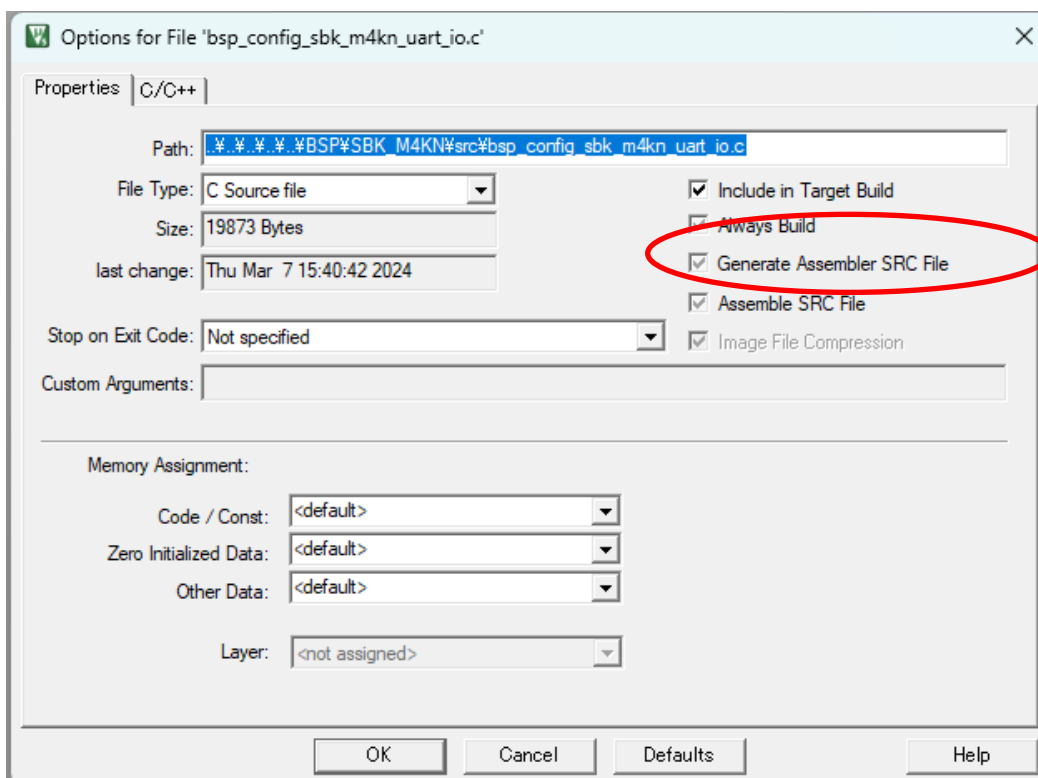 Options for File 'bsp_config_sbk_m4kn_uart_io.c'
Properties
C/C++
Path: ..¥..¥..¥..¥..¥BSP¥SBK_M4KN¥src¥bsp_config_sbk_m4kn_uart_io.c
File Type: C Source file
Include in Target Build
Size: 19873 Bytes
Always Build
last change: Thu Mar 7 15:40:42 2024
Generate Assembler SRC File
Assemble SRC File
Stop on Exit Code: Not specified
Image File Compression
Custom Arguments:
Memory Assignment:
Code / Const: <default>
Zero Initialized Data: <default>
Other Data: <default>
Layer: <not assigned>
OK
Cancel
Defaults
Help